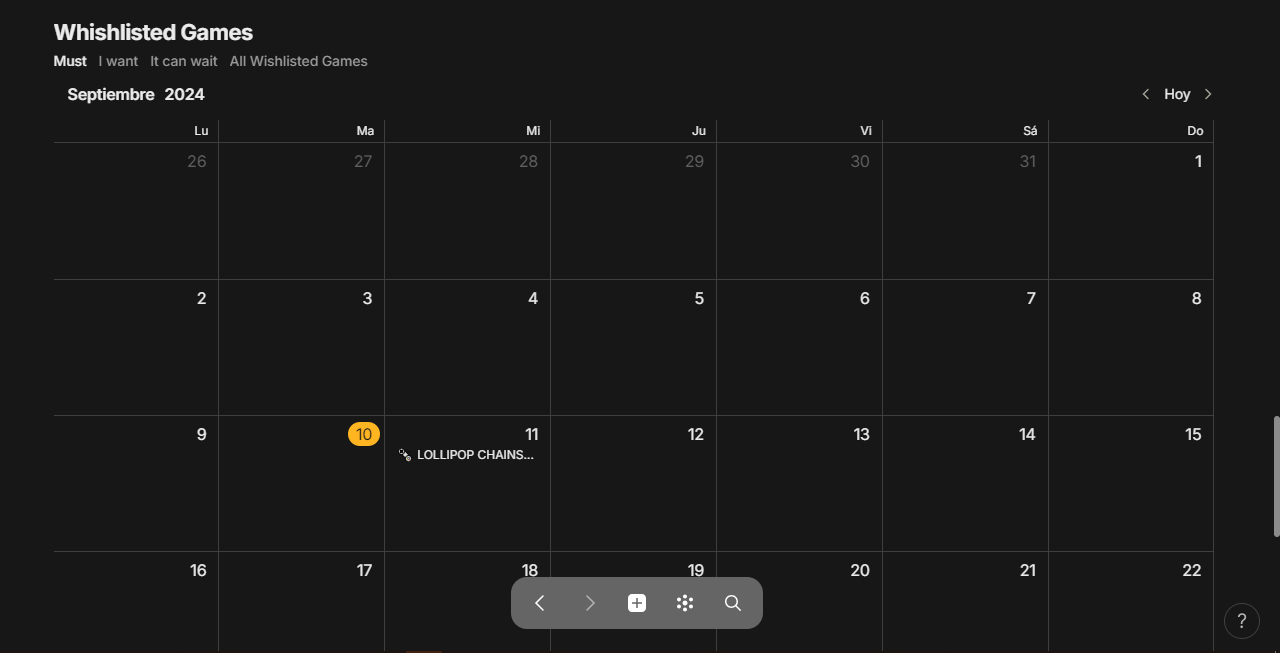 Whishlisted Games
Must I want It can wait All Wishlisted Games
Septiembre 2024 Hoy
Lu Ma Mi Ju Vi Sá Do
26 27 28 29 30 31 1
2 3 4 5 6 7 8
9 10 11 12 13 14 15
LOLLIPOP CHAINS...
16 17 18 19 20 21 22
?